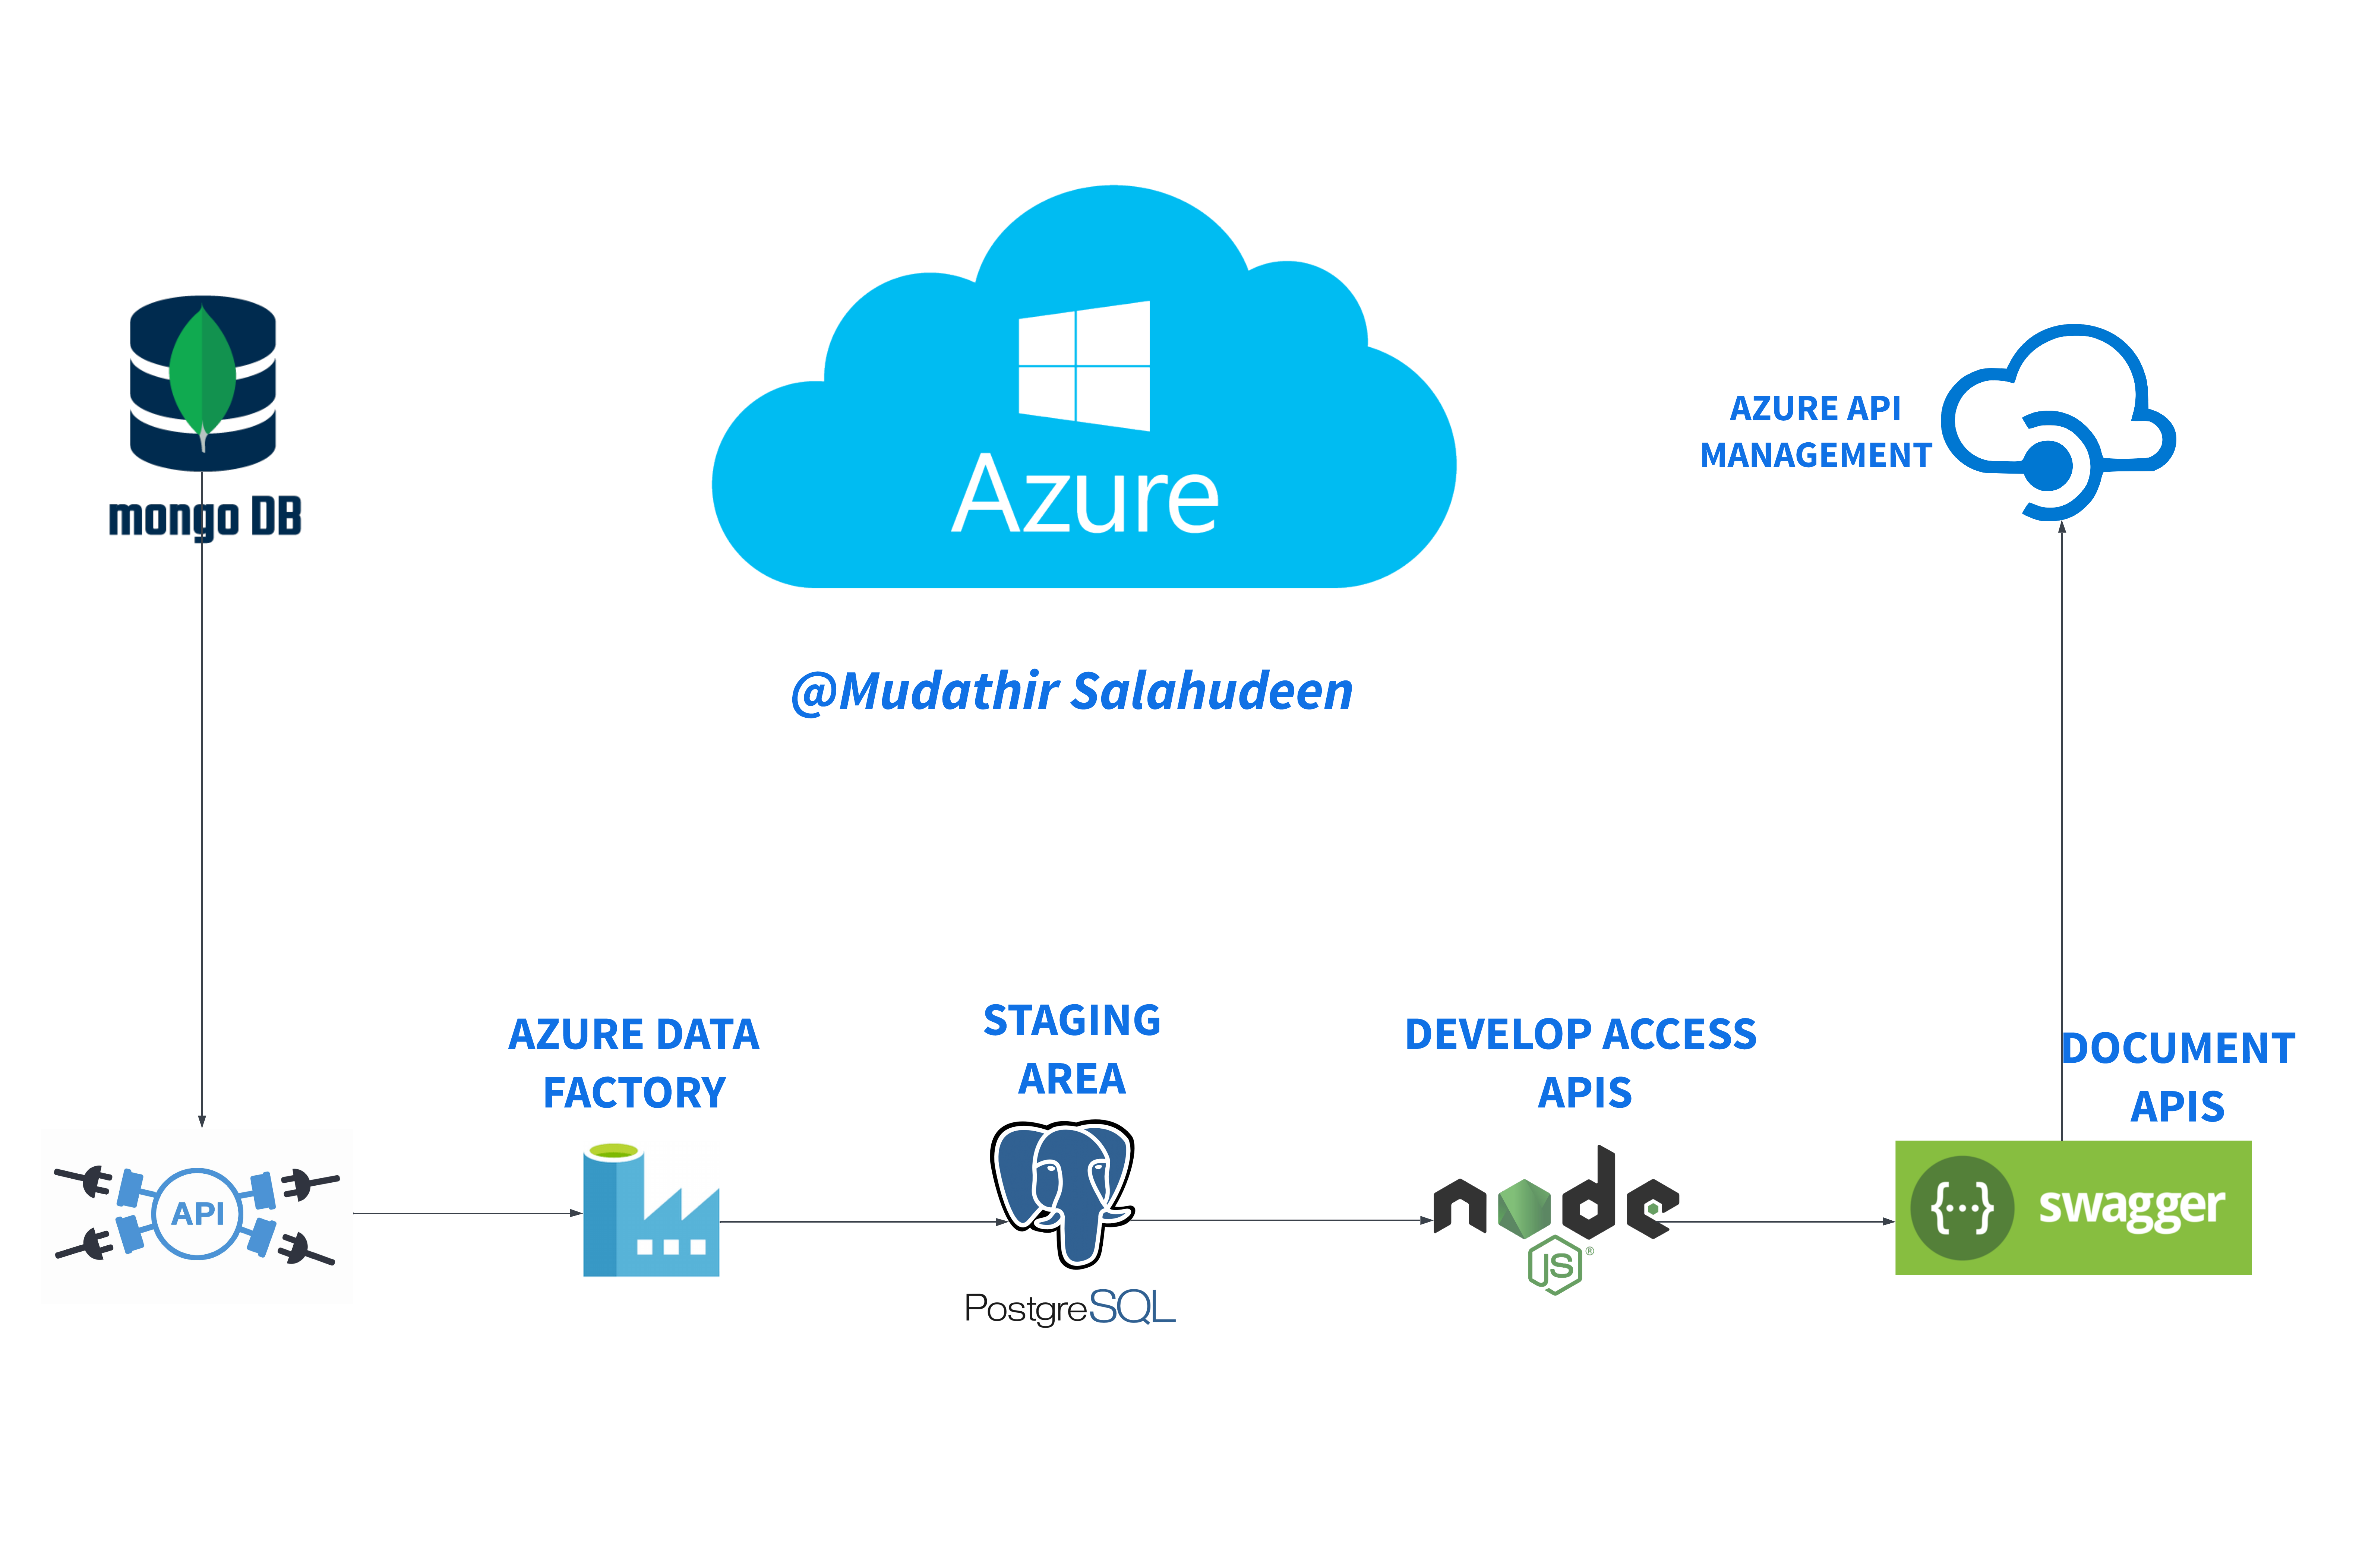 Azure
mongo DB
AZURE API
MANAGEMENT
@Mudathir Salahudeen
AZURE DATA
FACTORY
STAGING
AREA
DEVELOP ACCESS
APIS
DOCUMENT
APIS
API
PostgreSQL
node
JS®
{···} swagger